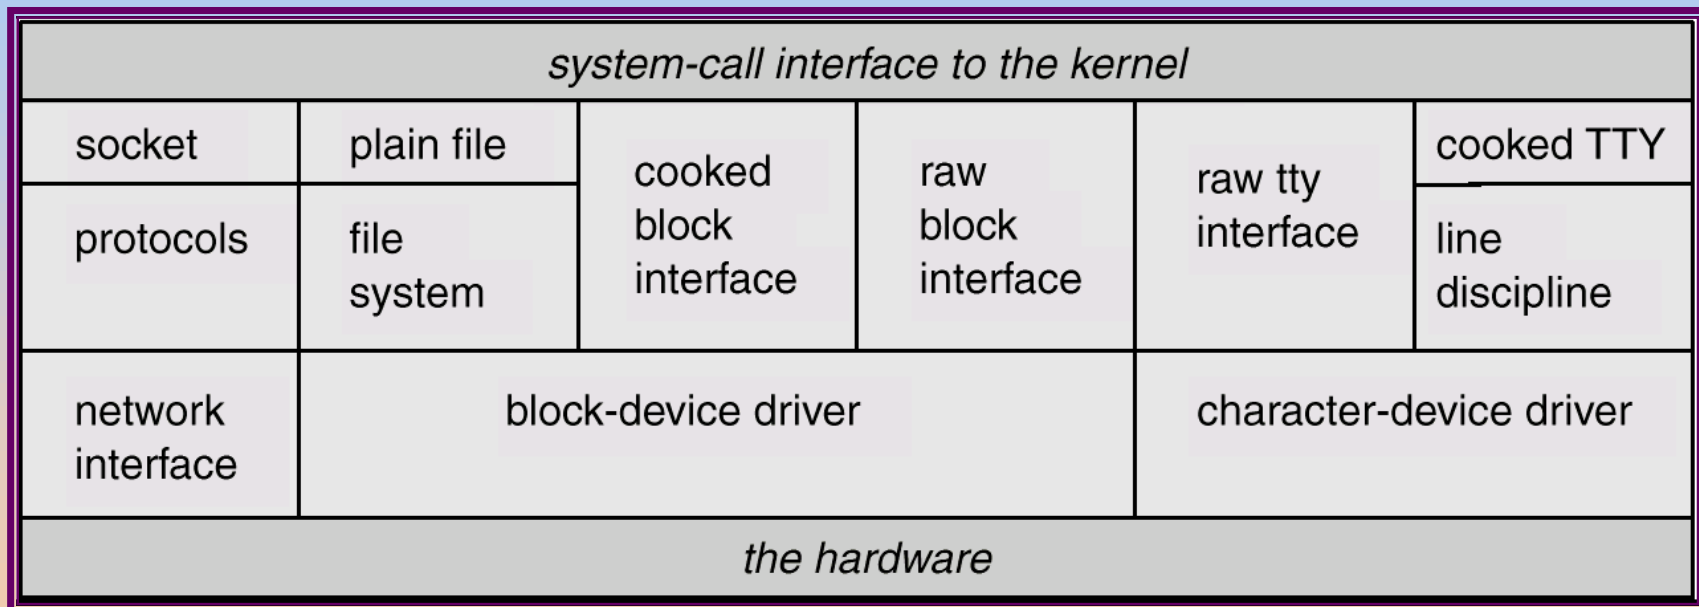 system-call interface to the kernel
socket
plain file
cooked
block
interface
raw
block
interface
raw tty
interface
cooked TTY
protocols
file
system
line
discipline
network
interface
block-device driver
character-device driver
the hardware